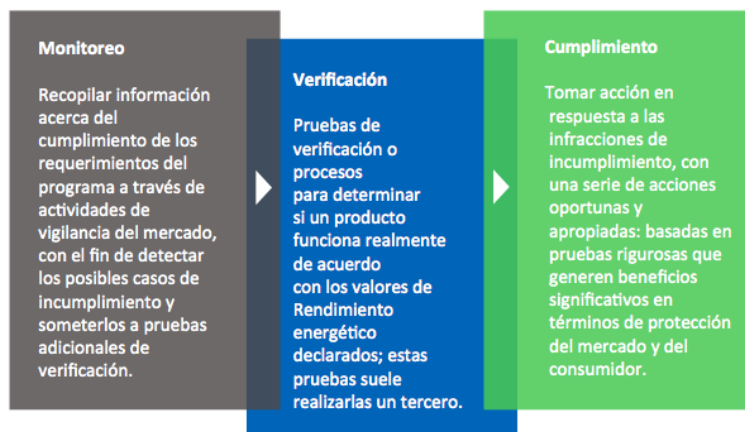 Monitoreo
Recopilar información
acerca del
cumplimiento de los
requerimientos del
programa a través de
actividades de
vigilancia del mercado,
con el fin de detectar
los posibles casos de
incumplimiento y
someterlos a pruebas
adicionales de
verificación.
Verificación
Pruebas de
verificación o
procesos
para determinar
si un producto
funciona realmente
de acuerdo
con los valores de
Rendimiento
energético
declarados; estas
pruebas suele
realizarlas un tercero.
Cumplimiento
Tomar acción en
respuesta a las
infracciones de
incumplimiento, con
una serie de acciones
oportunas y
apropiadas: basadas en
pruebas rigurosas que
generen beneficios
significativos en
términos de protección
del mercado y del
consumidor.